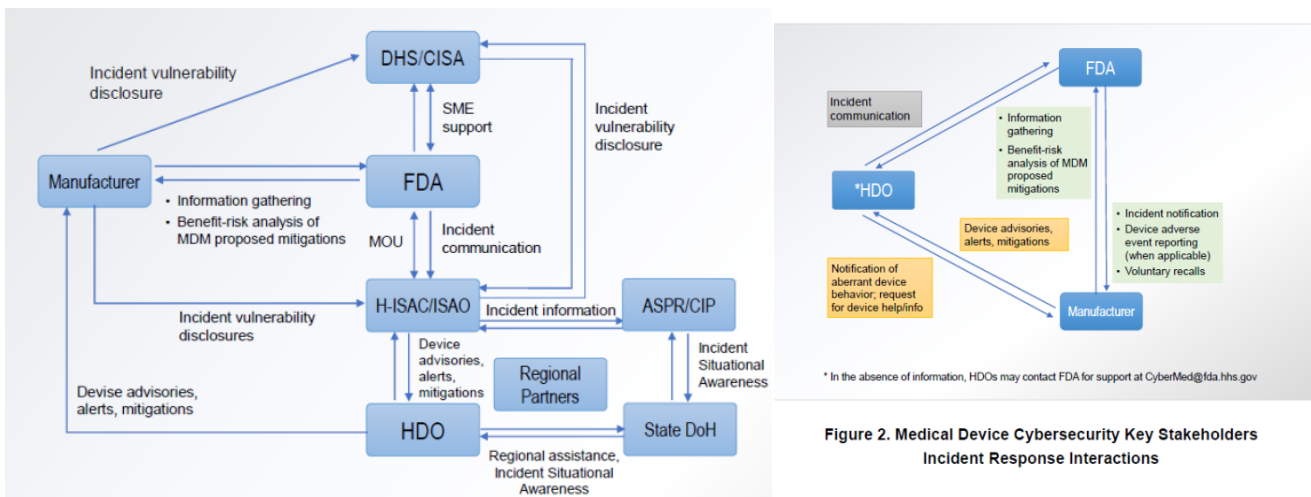 DHS/CISA
Incident vulnerability
disclosure
SME
support
Incident
vulnerability
disclosure
Manufacturer
FDA
• Information gathering
• Benefit-risk analysis of
MDM proposed mitigations
MOU
Incident
communication
H-ISAC/ISAO
Incident information
ASPR/CIP
Incident vulnerability
disclosures
Device
advisories,
alerts,
mitigations
Regional
Partners
Incident
Situational
Awareness
Devise advisories,
alerts, mitigations
HDO
State DoH
Regional assistance,
Incident Situational
Awareness
FDA
Incident
communication
• Information
gathering
• Benefit-risk
analysis of MDM
proposed
mitigations
*HDO
Device advisories,
alerts, mitigations
• Incident notification
• Device adverse
event reporting
(when applicable)
• Voluntary recalls
Notification of
aberrant device
behavior; request
for device help/info
Manufacturer
* In the absence of information, HDOs may contact FDA for support at CyberMed@fda.hhs.gov
Figure 2. Medical Device Cybersecurity Key Stakeholders
Incident Response Interactions